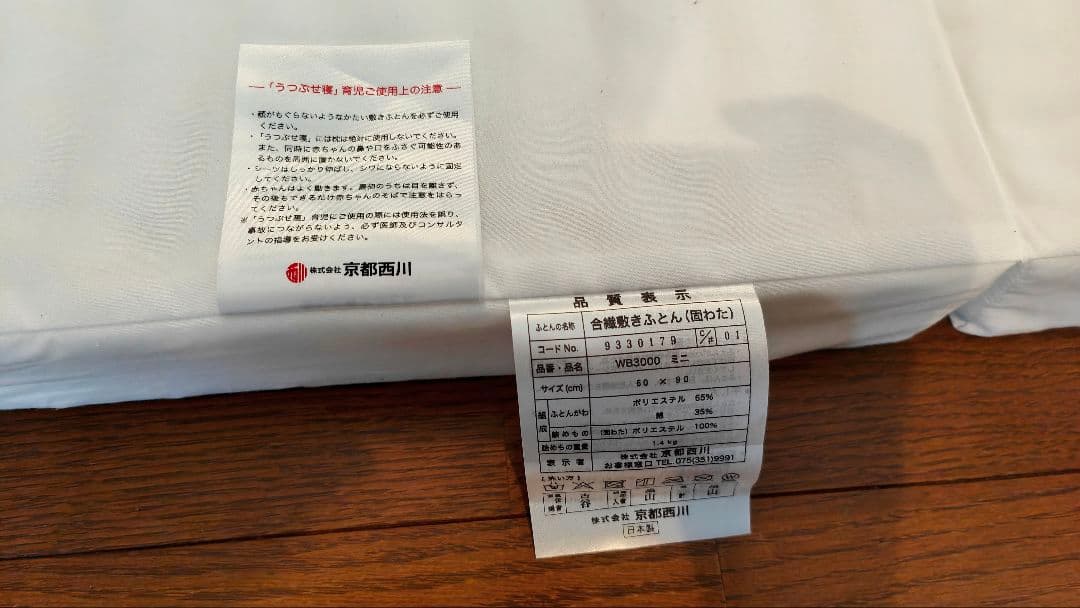 「うつぶせ寝」育児ご使用上の注意
・顔がもぐらないようなかたい敷きふとんを必ずご使用
ください。
・「うつぶせ寝」には枕は絶対に使用しないでください。
また、同時に赤ちゃんの鼻や口をふさぐ可能性のあ
るものを周囲に置かないでください。
・シーツはしっかり伸ばし、シワにならないように固定
してください。
・赤ちゃんはよく動きます。最初のうちは目を離さず、
その後もできるだけ赤ちゃんのそばで注意をはらっ
てください。
※「うつぶせ寝」育児にご使用の際には使用法を誤り、
事故につながらないよう、必ず医師及びコンサルタ
ントの指導をお受けください。
株式会社 京都西川
品質表示
ふとんの名称 合繊敷きふとん(固わた)
コードNo. 9330179 C/# 01
品番・品名 WB3000 ミニ
サイズ(cm) 60 × 90
組成 ふとんがわ ポリエステル 65%
綿 35%
詰めもの (固わた) ポリエステル 100%
詰めもの重量 1.4 kg
表示者 株式会社 京都西川
お客様窓口 TEL.075(351)9991
(洗い方)
株式会社 京都西川
日本製